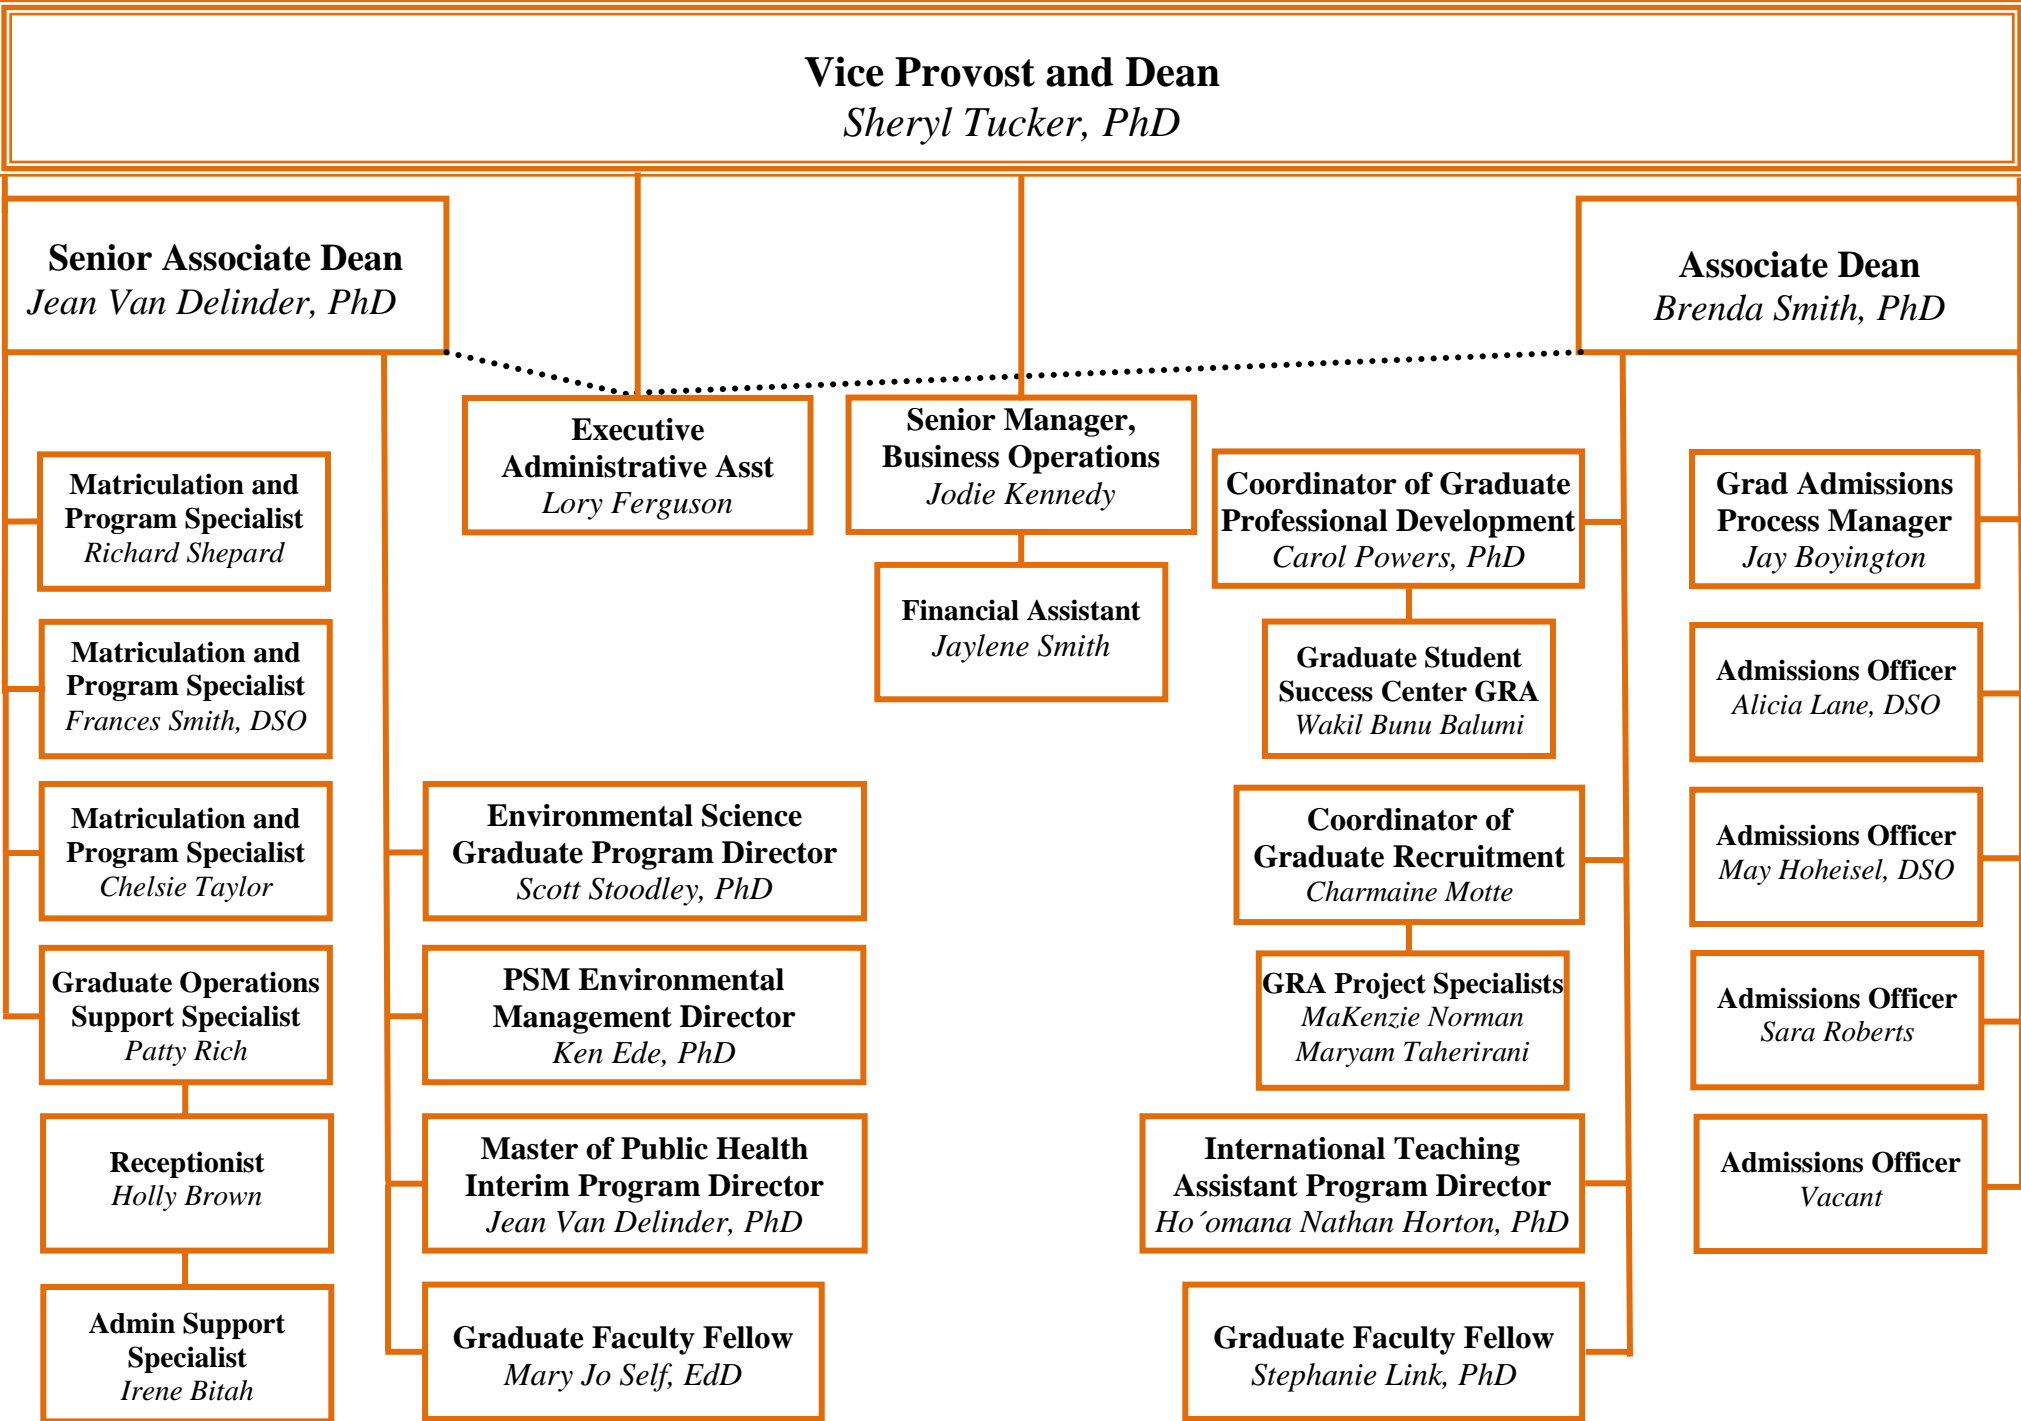 Vice Provost and Dean
Sheryl Tucker, PhD
Senior Associate Dean
Jean Van Delinder, PhD
Associate Dean
Brenda Smith, PhD
Executive
Administrative Asst
Lory Ferguson
Senior Manager,
Business Operations
Jodie Kennedy
Financial Assistant
Jaylene Smith
Matriculation and
Program Specialist
Richard Shepard
Matriculation and
Program Specialist
Frances Smith, DSO
Matriculation and
Program Specialist
Chelsie Taylor
Graduate Operations
Support Specialist
Patty Rich
Receptionist
Holly Brown
Admin Support
Specialist
Irene Bitah
Environmental Science
Graduate Program Director
Scott Stoodley, PhD
PSM Environmental
Management Director
Ken Ede, PhD
Master of Public Health
Interim Program Director
Jean Van Delinder, PhD
Graduate Faculty Fellow
Mary Jo Self, EdD
Coordinator of Graduate
Professional Development
Carol Powers, PhD
Graduate Student
Success Center GRA
Wakil Bunu Balumi
Coordinator of
Graduate Recruitment
Charmaine Motte
GRA Project Specialists
MaKenzie Norman
Maryam Taherirani
International Teaching
Assistant Program Director
Ho´omana Nathan Horton, PhD
Graduate Faculty Fellow
Stephanie Link, PhD
Grad Admissions
Process Manager
Jay Boyington
Admissions Officer
Alicia Lane, DSO
Admissions Officer
May Hoheisel, DSO
Admissions Officer
Sara Roberts
Admissions Officer
Vacant